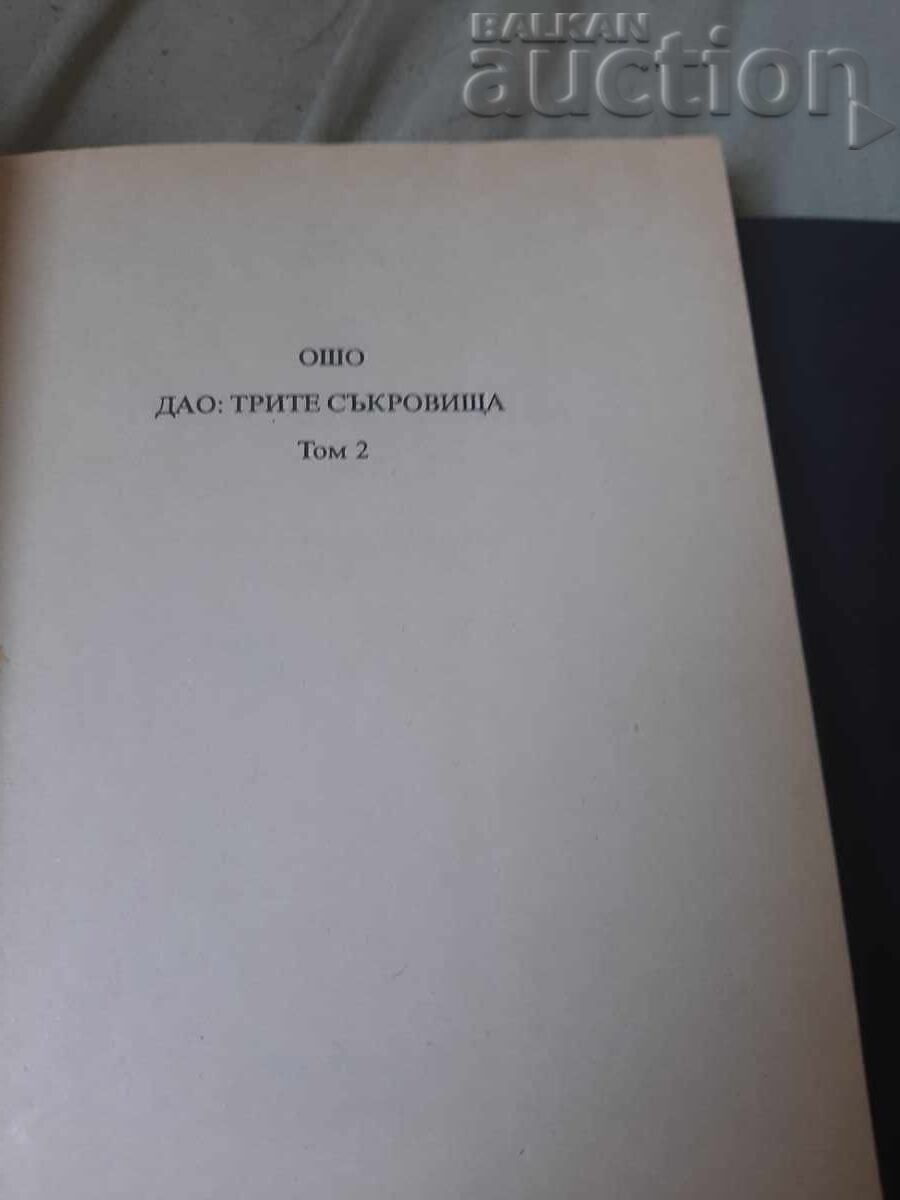 BALKAN
auction
ОШО
ДАО: ТРИТЕ СЪКРОВИЩА
Том 2